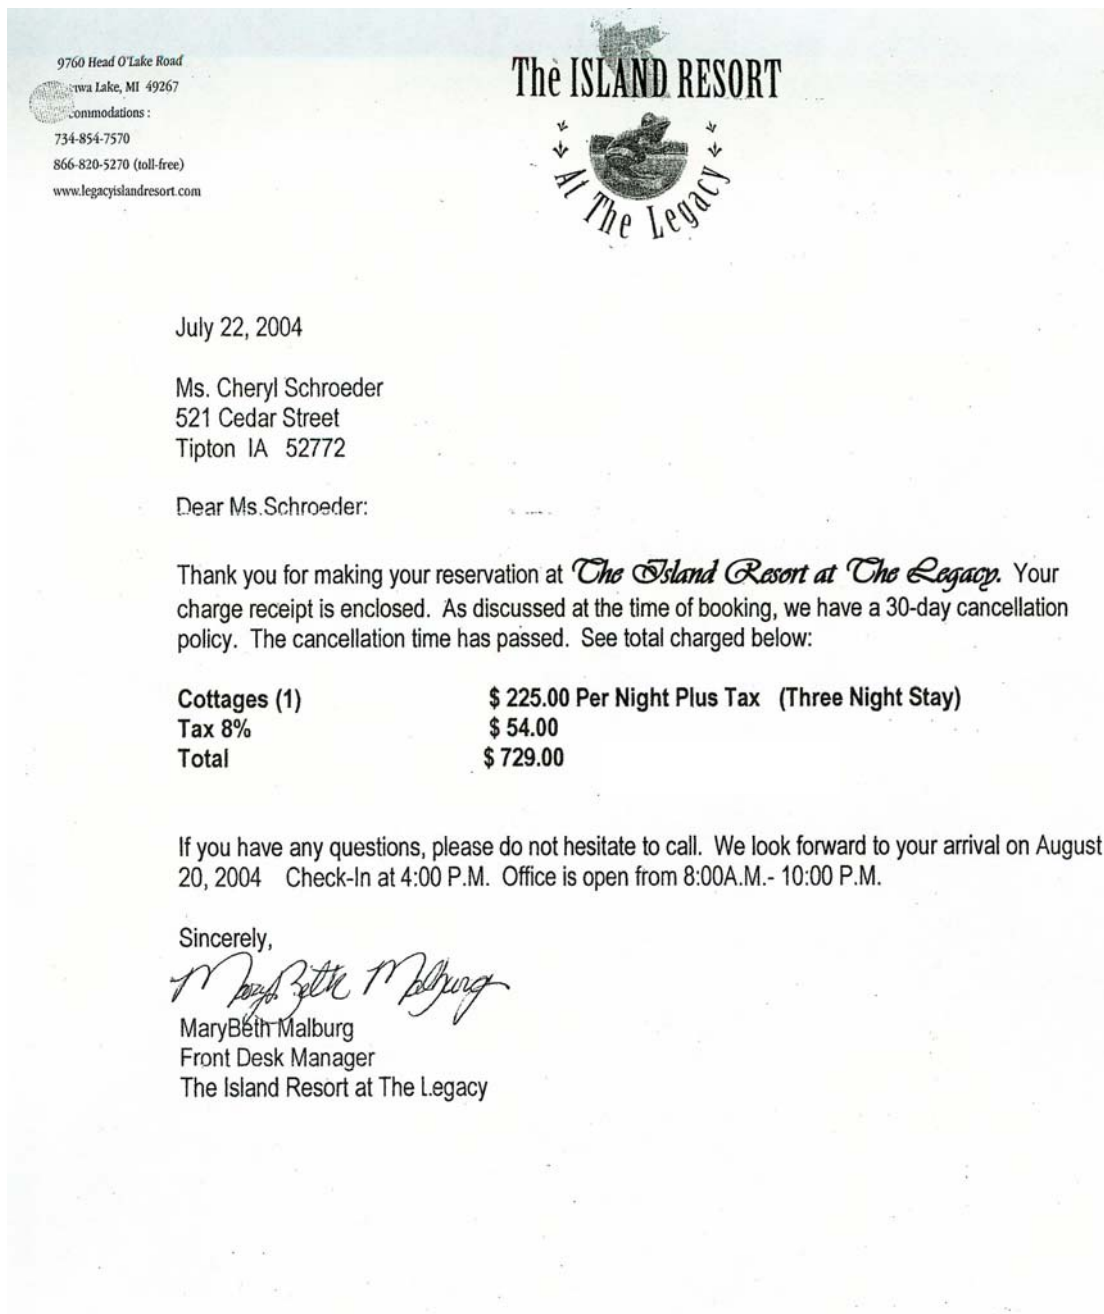 9760 Head O'Lake Road
Lake, MI 49267
734-854-7570
866-820-5270 (toll-free)
www.legacyislandresort.com
The ISLAND RESORT
At The Legacy
July 22, 2004
Ms. Cheryl Schroeder
521 Cedar Street
Tipton IA 52772
Dear Ms.Schroeder:
Thank you for making your reservation at The Island Resort at The Legacy. Your
charge receipt is enclosed. As discussed at the time of booking, we have a 30-day cancellation
policy. The cancellation time has passed. See total charged below:
Cottages (1) $ 225.00 Per Night Plus Tax (Three Night Stay)
Tax 8% $ 54.00
Total $ 729.00
If you have any questions, please do not hesitate to call. We look forward to your arrival on August
20, 2004 Check-In at 4:00 P.M. Office is open from 8:00A.M.- 10:00 P.M.
Sincerely,
MaryBeth Malburg
MaryBeth Malburg
Front Desk Manager
The Island Resort at The Legacy